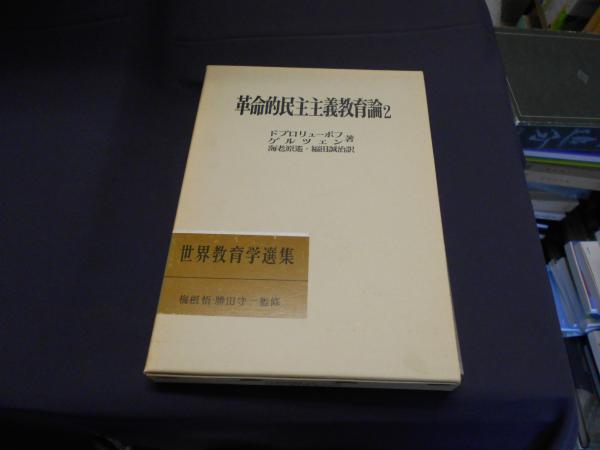 革命的民主主義教育論2
ドブロリューボフ
ゲルツェン 著
海老原遥・福田誠治訳
世界教育学選集
梅根悟・勝田守一監修